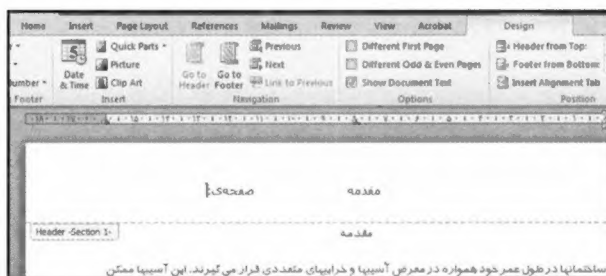 Home Insert Page Layout References Mailings Review View Acrobat Design
Quick Parts Previous Different First Page Header from Top:
Date & Time Picture Go to Header Go to Footer Next Different Odd & Even Pages Footer from Bottom:
umber Clip Art Link to Previous Show Document Text Insert Alignment Tab
Footer Insert Navigation Options Position
مقدمه صفحه‌ی:
Header -Section 1-
مقدمه
ساختمانها در طول عمر خود همواره در معرض آسیبها و خرابیهای متعددی قرار می گیرند. این آسیبها ممکن